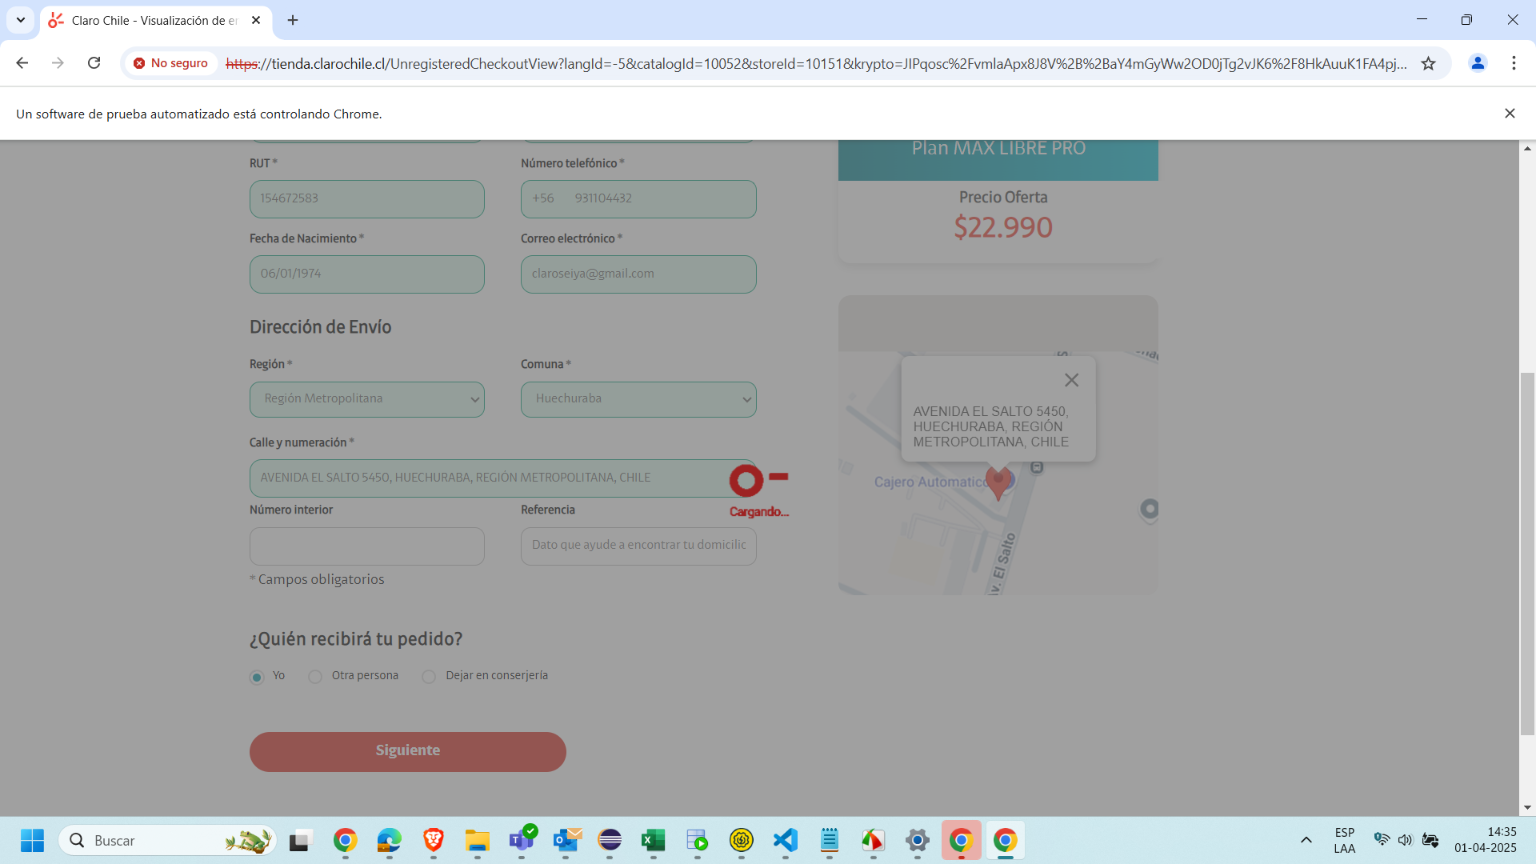 Claro Chile - Visualización de e
No seguro
https://tienda.clarochile.cl/UnregisteredCheckoutView?langId=-5&catalogId=10052&storeId=10151&krypto=JIPqosc%2FvmlaApx8J8V%2B%2BaY4mGyWw2OD0jTg2vJK6%2F8HkAuuK1FA4pj...
Un software de prueba automatizado está controlando Chrome.
RUT *
Número telefónico *
154672583
+56 931104432
Fecha de Nacimiento *
Correo electrónico *
06/01/1974
claroseiya@gmail.com
Dirección de Envío
Región *
Comuna *
Región Metropolitana
Huechuraba
Calle y numeración *
AVENIDA EL SALTO 5450, HUECHURABA, REGIÓN METROPOLITANA, CHILE
Cargando...
Número interior
Referencia
Dato que ayude a encontrar tu domicilic
* Campos obligatorios
¿Quién recibirá tu pedido?
Yo
Otra persona
Dejar en conserjería
Siguiente
Plan MAX LIBRE PRO
Precio Oferta
$22.990
AVENIDA EL SALTO 5450,
HUECHURABA, REGIÓN
METROPOLITANA, CHILE
Cajero Automatico
v. El Salto
Buscar
ESP
LAA
14:35
01-04-2025